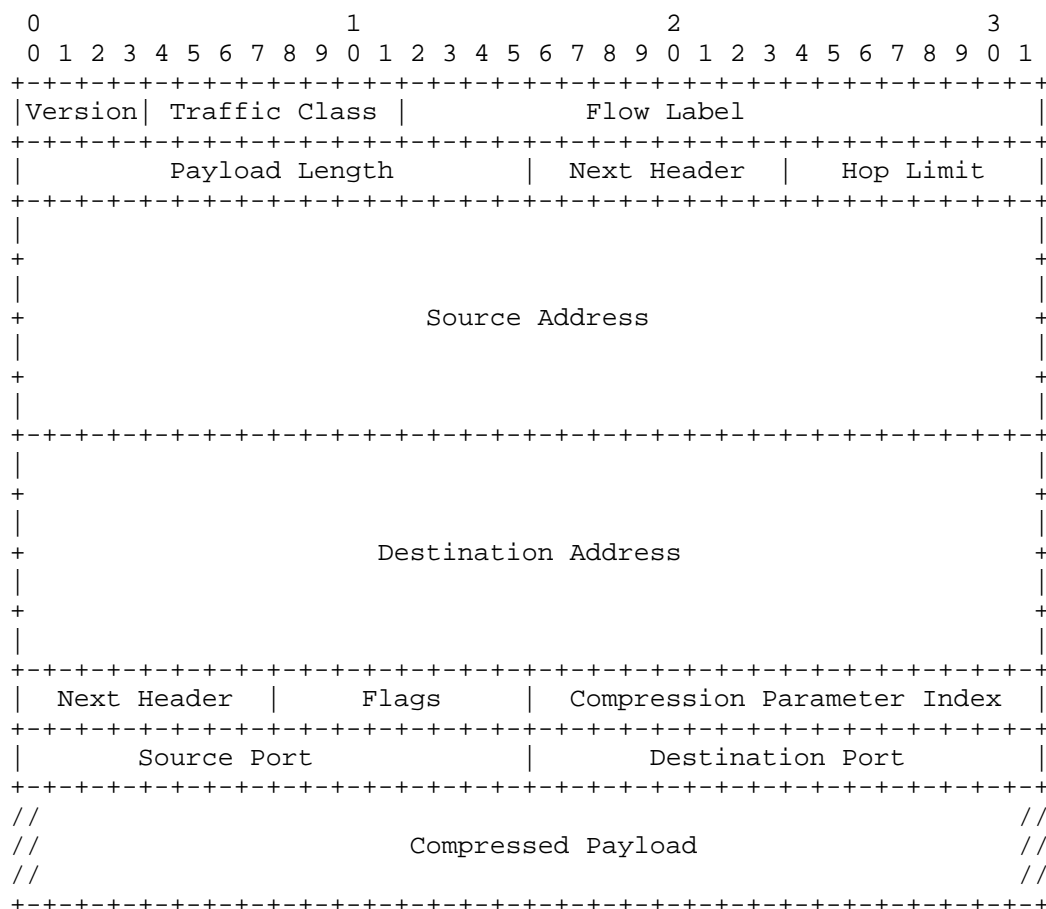 0                   1                   2                   3
 0 1 2 3 4 5 6 7 8 9 0 1 2 3 4 5 6 7 8 9 0 1 2 3 4 5 6 7 8 9 0 1
+-+-+-+-+-+-+-+-+-+-+-+-+-+-+-+-+-+-+-+-+-+-+-+-+-+-+-+-+-+-+-+-+
|Version| Traffic Class |           Flow Label                  |
+-+-+-+-+-+-+-+-+-+-+-+-+-+-+-+-+-+-+-+-+-+-+-+-+-+-+-+-+-+-+-+-+
|         Payload Length        |  Next Header  |   Hop Limit   |
+-+-+-+-+-+-+-+-+-+-+-+-+-+-+-+-+-+-+-+-+-+-+-+-+-+-+-+-+-+-+-+-+
|                                                               |
+                                                               +
|                                                               |
+                         Source Address                        +
|                                                               |
+                                                               +
|                                                               |
+-+-+-+-+-+-+-+-+-+-+-+-+-+-+-+-+-+-+-+-+-+-+-+-+-+-+-+-+-+-+-+-+
|                                                               |
+                                                               +
|                                                               |
+                      Destination Address                      +
|                                                               |
+                                                               +
|                                                               |
+-+-+-+-+-+-+-+-+-+-+-+-+-+-+-+-+-+-+-+-+-+-+-+-+-+-+-+-+-+-+-+-+
|  Next Header  |     Flags     |  Compression Parameter Index  |
+-+-+-+-+-+-+-+-+-+-+-+-+-+-+-+-+-+-+-+-+-+-+-+-+-+-+-+-+-+-+-+-+
|       Source Port             |       Destination Port        |
+-+-+-+-+-+-+-+-+-+-+-+-+-+-+-+-+-+-+-+-+-+-+-+-+-+-+-+-+-+-+-+-+
//                                                             //
//                       Compressed Payload                    //
//                                                             //
+-+-+-+-+-+-+-+-+-+-+-+-+-+-+-+-+-+-+-+-+-+-+-+-+-+-+-+-+-+-+-+-+